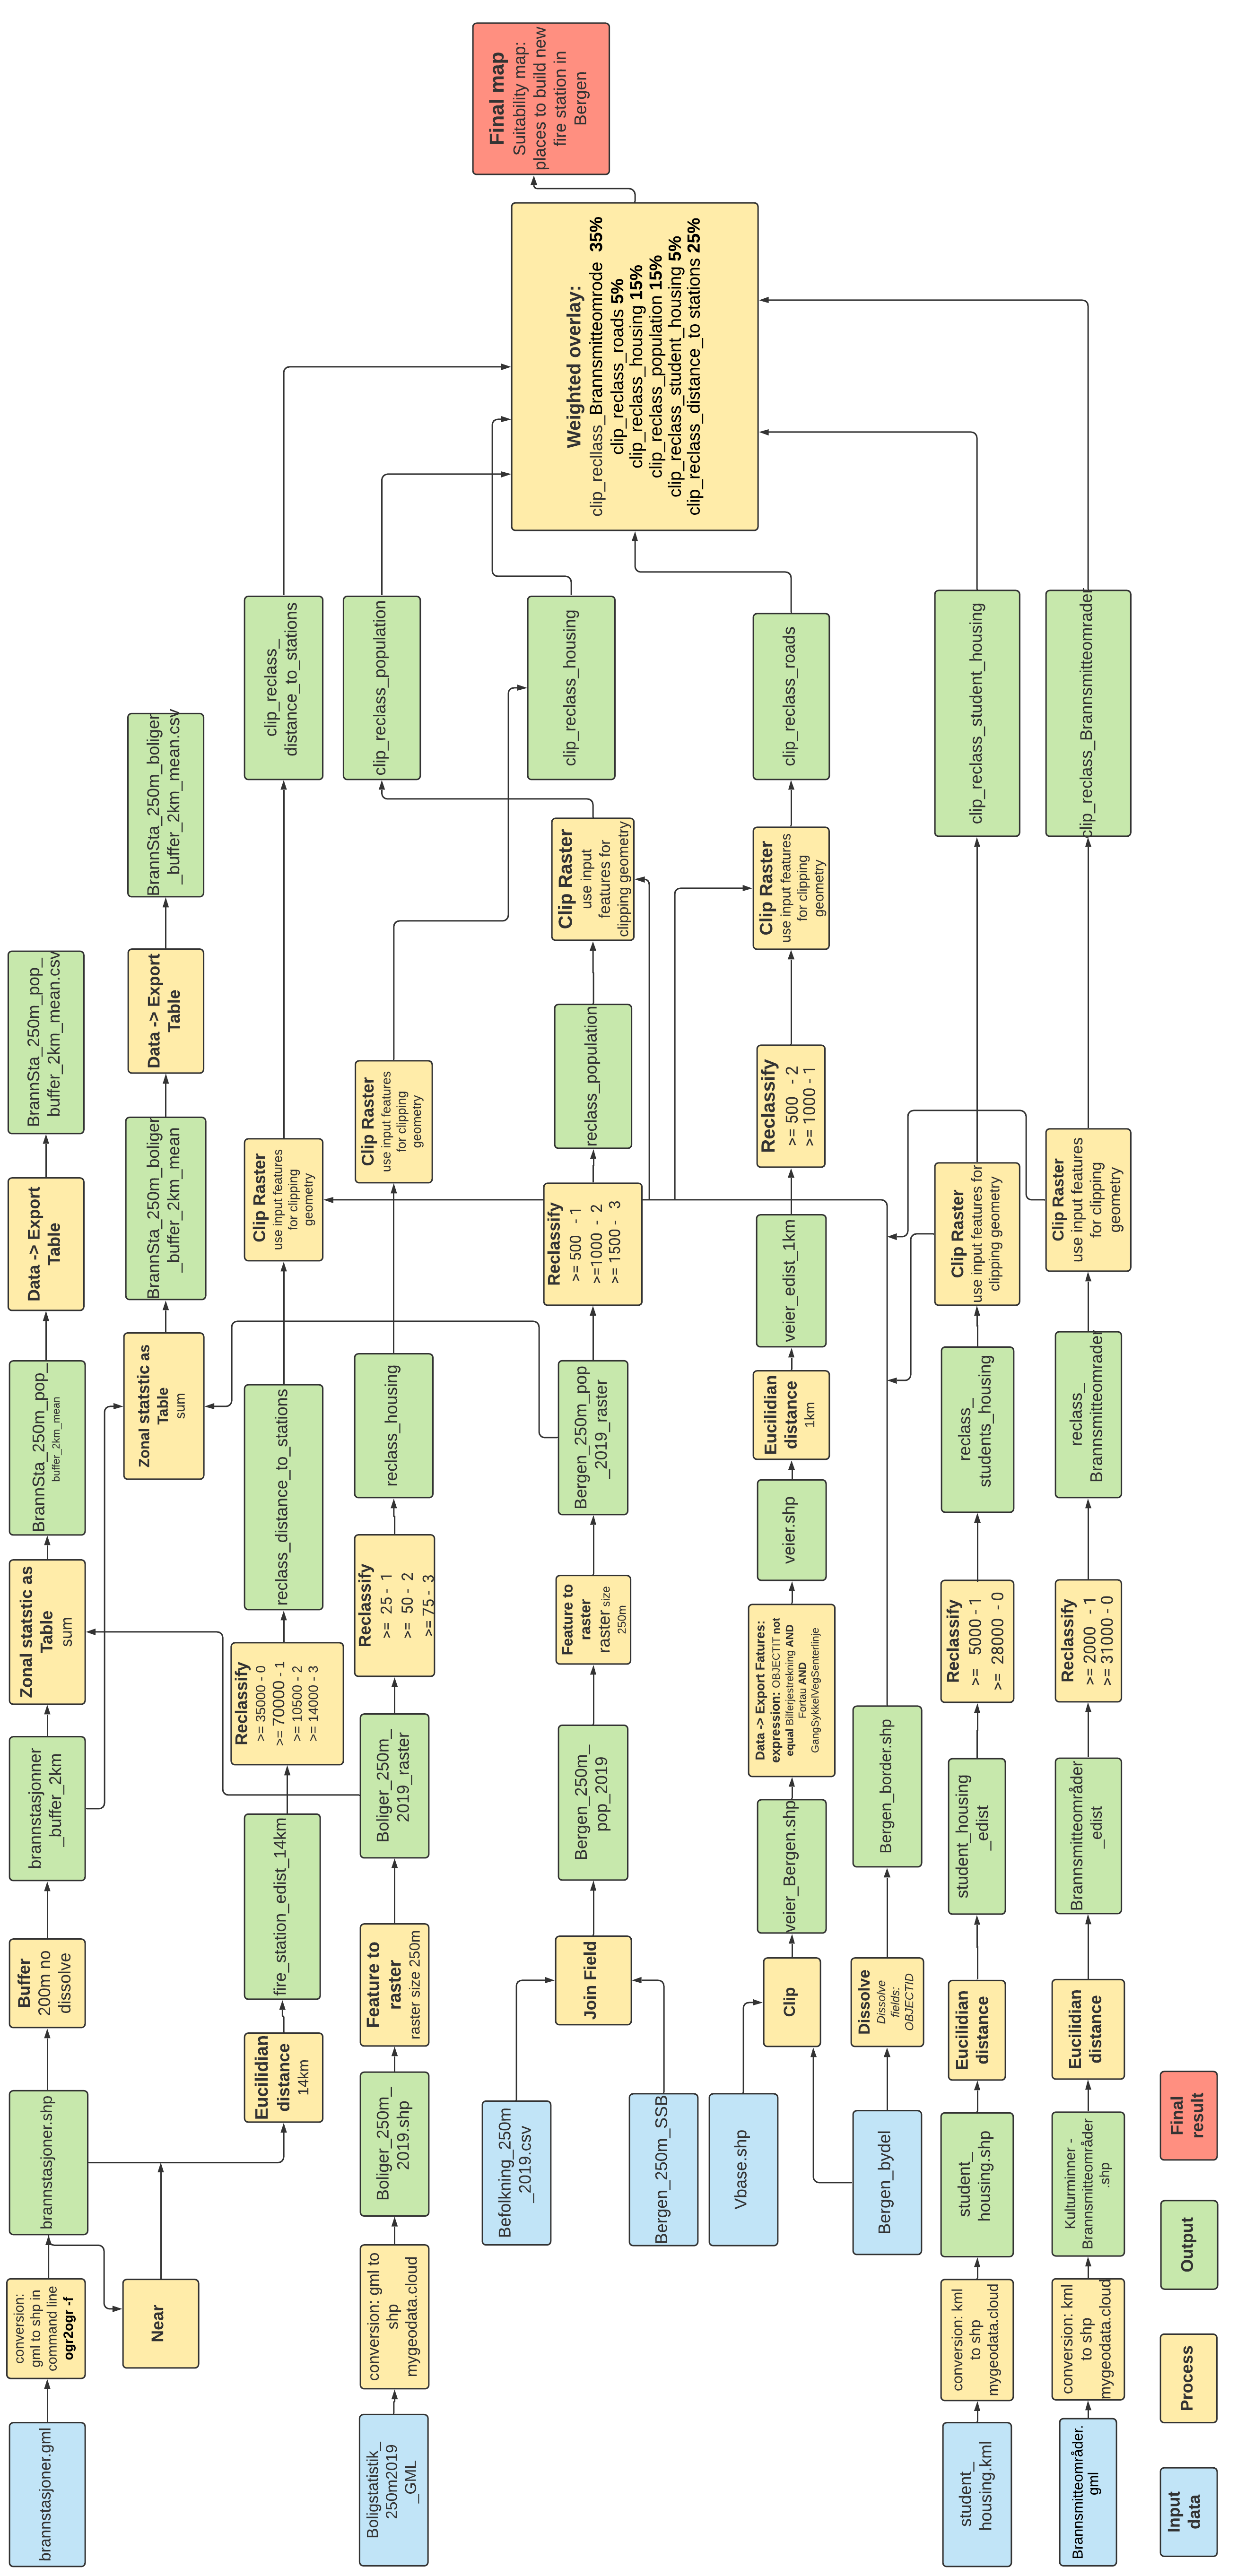 Final map
Suitability map:
places to build new
fire station in
Bergen
Weighted overlay:
clip_recllass_Brannsmitteomrode 35%
clip_reclass_roads 5%
clip_reclass_housing 15%
clip_reclass_population 15%
clip_reclass_student_housing 5%
clip_reclass_distance_to stations 25%
clip_reclass_
distance_to_stations
clip_reclass_population
clip_reclass_housing
clip_reclass_roads
clip_reclass_student_housing
clip_reclass_Brannsmitteomrader
BrannSta_250m_boliger
_buffer_2km_mean.csv
Data -> Export
Table
BrannSta_250m_boliger
_buffer_2km_mean
Zonal statstic as
Table
sum
BrannSta_250m_pop_
buffer_2km_mean.csv
Data -> Export
Table
BrannSta_250m_pop_
buffer_2km_mean
Zonal statstic as
Table
sum
brannstasjonner
_buffer_2km
Buffer
200m no
dissolve
brannstasjoner.shp
conversion:
gml to shp in
command line
ogr2ogr -f
brannstasjoner.gml
Near
Clip Raster
use input features
for clipping
geometry
reclass_distance_to_stations
Reclassify
>= 35000 - 0
>= 70000 - 1
>= 10500 - 2
>= 14000 - 3
fire_station_edist_14km
Eucilidian
distance
14km
Clip Raster
use input features
for clipping
geometry
reclass_housing
Reclassify
>= 25 - 1
>= 50 - 2
>= 75 - 3
Boliger_250m_
2019_raster
Feature to
raster
raster size 250m
Boliger_250m_
2019.shp
conversion: gml to
shp
mygeodata.cloud
Boligstatistik_
250m2019
_GML
Clip Raster
use input
features for
clipping geometry
reclass_population
Reclassify
>= 500 - 1
>=1000 - 2
>= 1500 - 3
Bergen_250m_pop
_2019_raster
Feature to
raster
raster size
250m
Bergen_250m_
pop_2019
Join Field
Befolkning_250m
_2019.csv
Bergen_250m_SSB
Clip Raster
use input features
for clipping
geometry
Reclassify
>= 500 - 2
>= 1000 - 1
veier_edist_1km
Eucilidian
distance
1km
veier.shp
Data -> Export Fatures:
expression: OBJECTIT not
equal Bilferjestrekning AND
Fortau AND
GangSykkelVegSenterlinje
veier_Bergen.shp
Clip
Vbase.shp
Bergen_border.shp
Dissolve
Dissolve
fields:
OBJECTID
Bergen_bydel
Clip Raster
use input features for
clipping geometry
reclass_
students_housing
Reclassify
>= 5000 - 1
>= 28000 - 0
student_housing
_edist
Eucilidian
distance
student_
housing.shp
conversion: kml
to shp
mygeodata.cloud
student_
housing.kml
Clip Raster
use input features
for clipping
geometry
reclass_
Brannsmitteomrader
Reclassify
>= 2000 - 1
>= 31000 - 0
Brannsmitteområder
_edist
Eucilidian
distance
Kulturminner -
Brannsmitteområder
.shp
conversion: kml
to shp
mygeodata.cloud
Brannsmitteområder.
gml
Input
data
Process
Output
Final
result